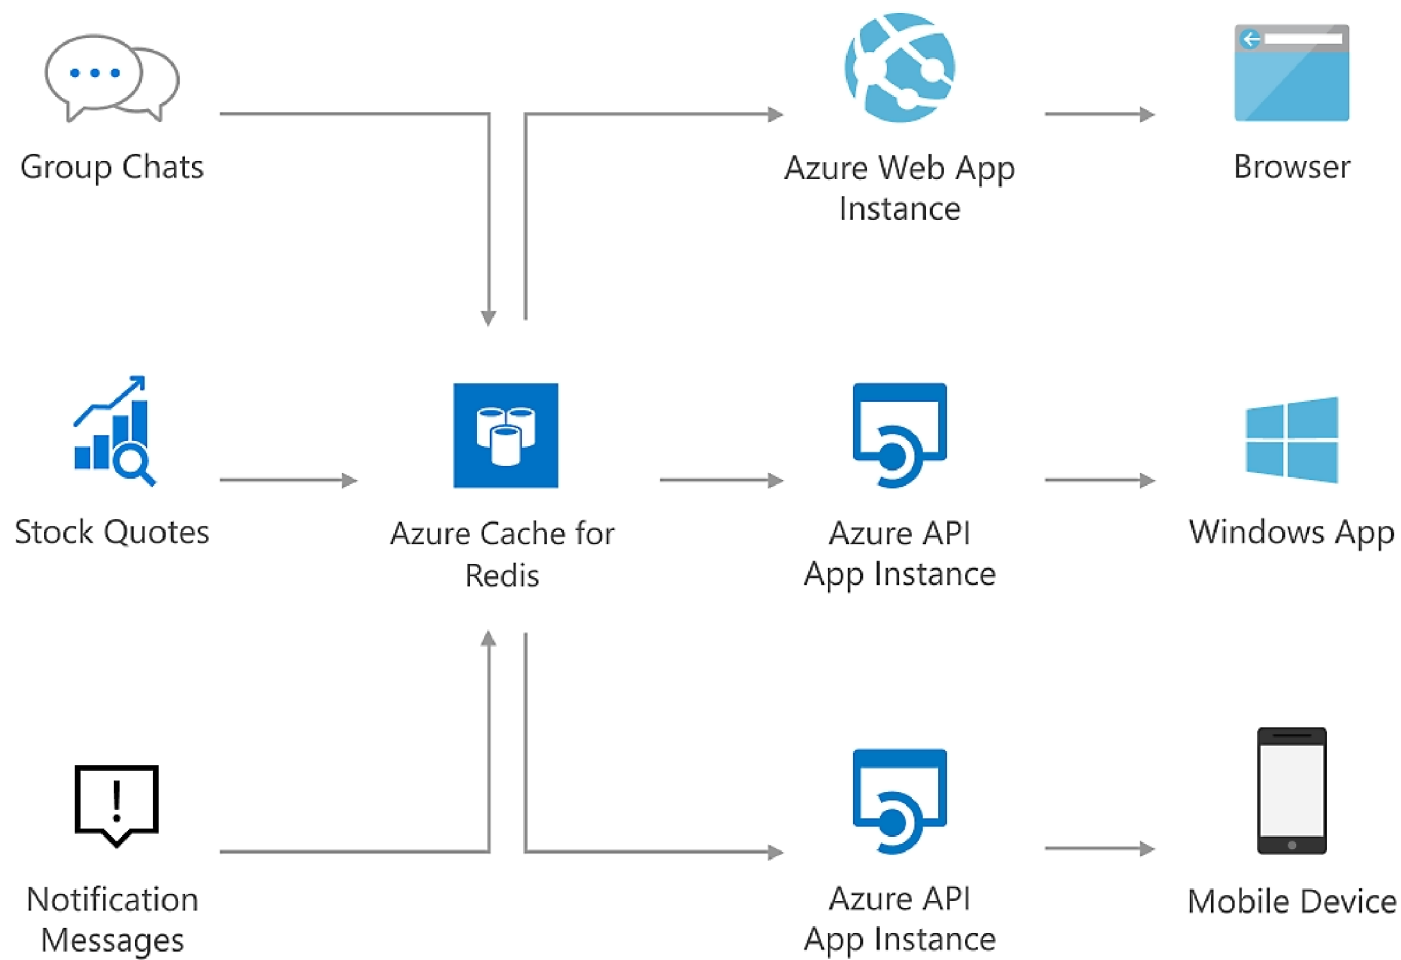 Group Chats
Azure Web App
Instance
Browser
Stock Quotes
Azure Cache for
Redis
Azure API
App Instance
Windows App
Notification
Messages
Azure API
App Instance
Mobile Device